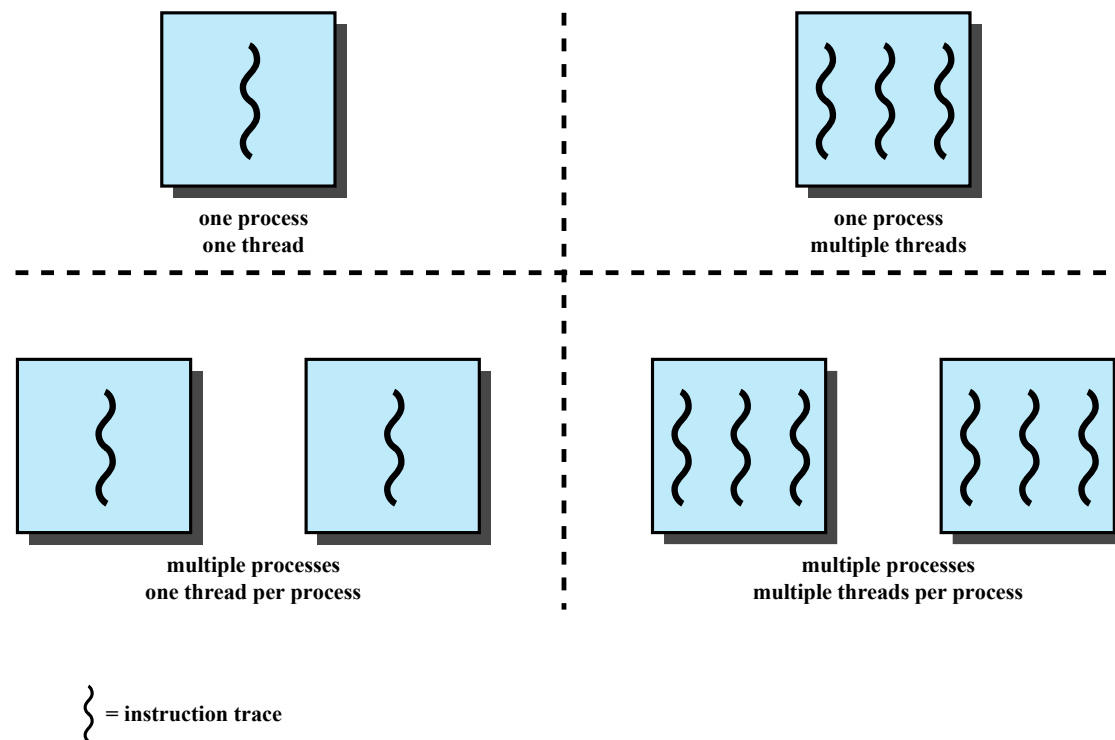 one process
one thread
one process
multiple threads
multiple processes
one thread per process
multiple processes
multiple threads per process
= instruction trace